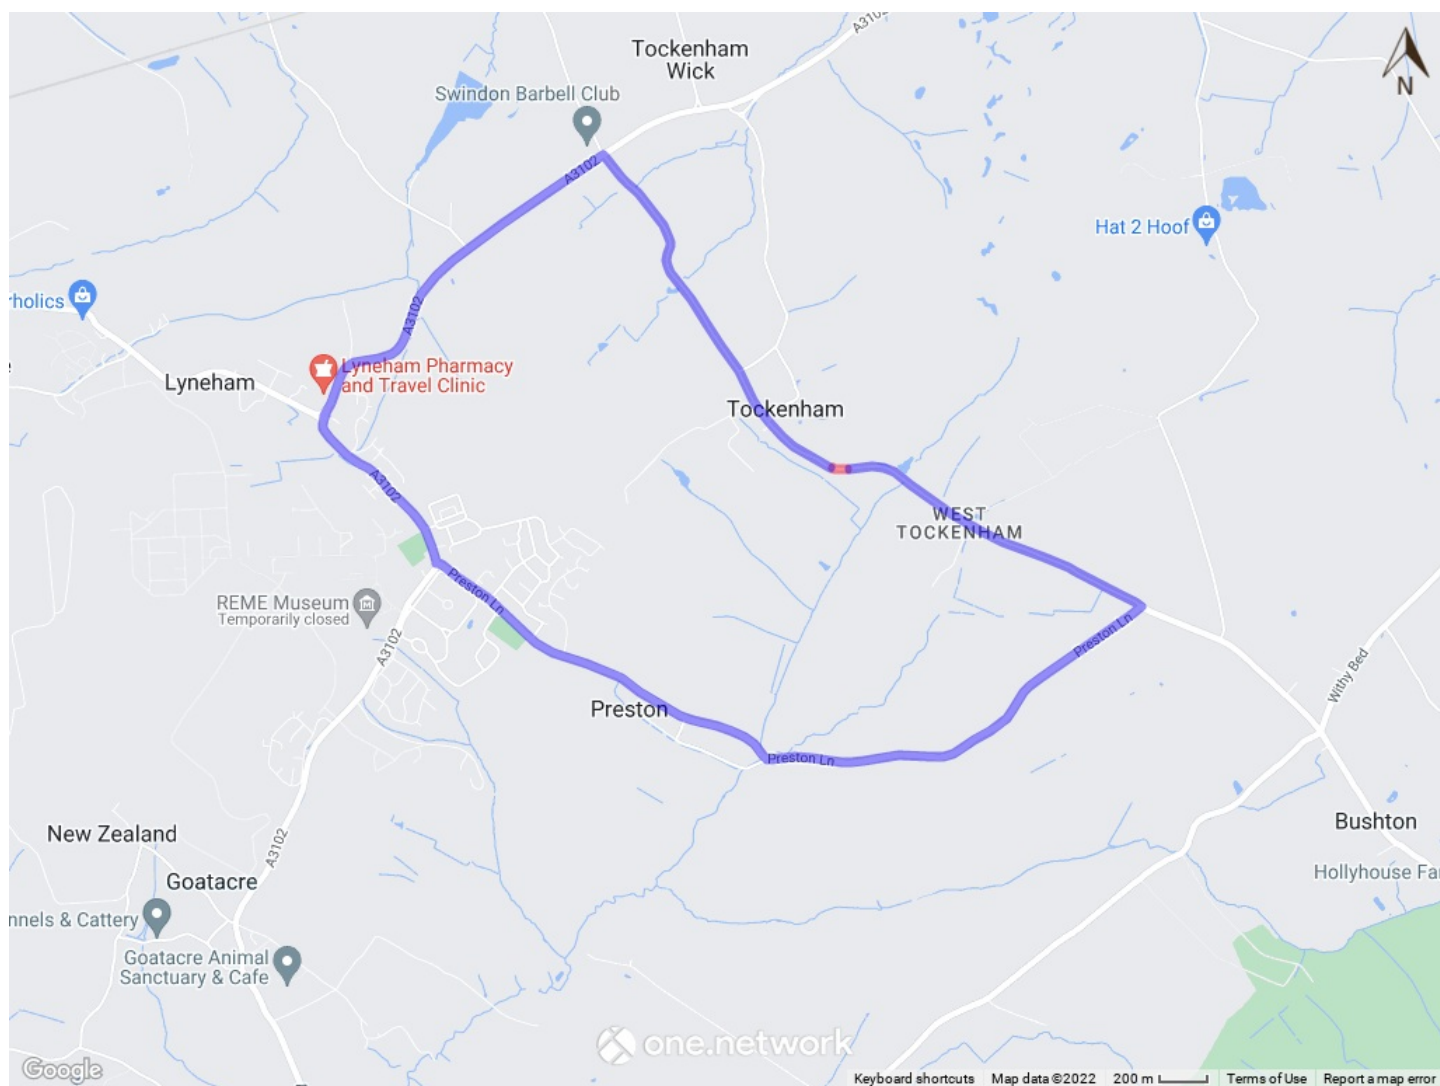 A3102
Tockenham
Wick
Swindon Barbell Club
N
A3102
Hat 2 Hoof
rholics
A3102
Lyneham Pharmacy
and Travel Clinic
Lyneham
Tockenham
A3102
WEST
TOCKENHAM
Preston Ln
REME Museum
Temporarily closed
A3102
Preston Ln
Withy Bed
Preston
Preston Ln
New Zealand
A3102
Bushton
Goatacre
Hollyhouse Fa
nnels & Cattery
Goatacre Animal
Sanctuary & Cafe
one.network
Google
Keyboard shortcuts Map data ©2022 200 m Terms of Use Report a map error